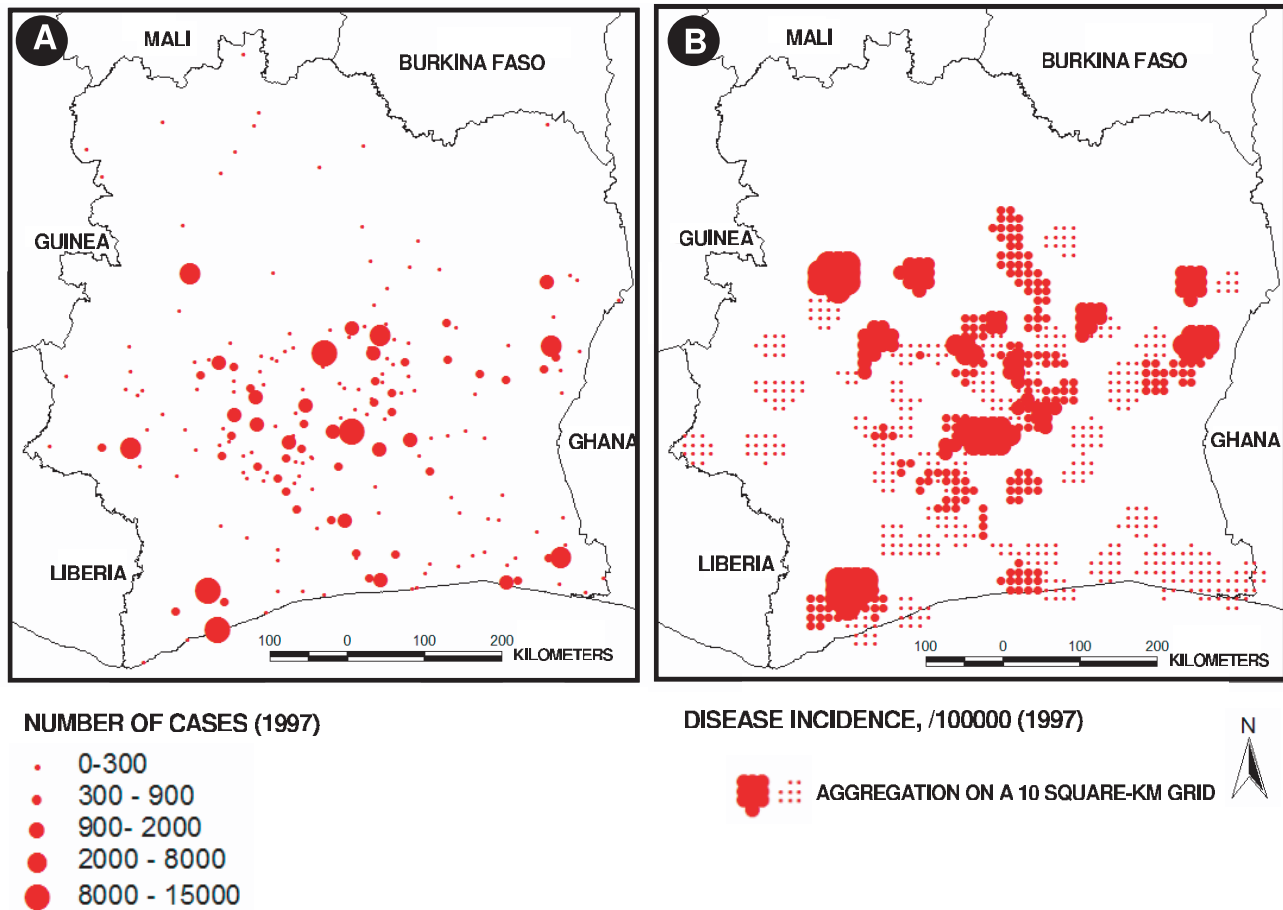 A
MALI
BURKINA FASO
GUINEA
GHANA
LIBERIA
100 0 100 200
KILOMETERS
B
MALI
BURKINA FASO
GUINEA
GHANA
LIBERIA
100 0 100 200
KILOMETERS
NUMBER OF CASES (1997)
0-300
300 - 900
900- 2000
2000 - 8000
8000 - 15000
DISEASE INCIDENCE, /100000 (1997)
AGGREGATION ON A 10 SQUARE-KM GRID
N